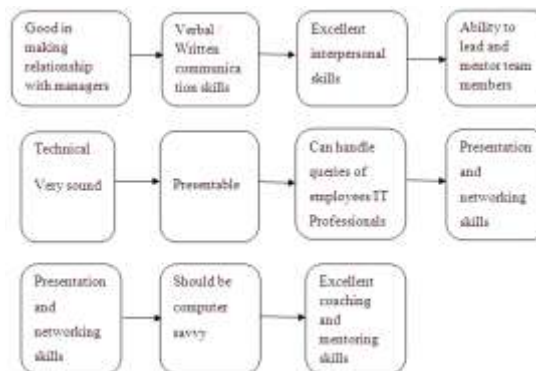 Good in
making
relationship
with managers
Verbal /
Written
communica
tion skills
Excellent
interpersonal
skills
Ability to
lead and
mentor team
members
Technical
Very sound
Presentable
Can handle
queries of
employees IT
Professionals
Presentation
and
networking
skills
Presentation
and
networking
skills
Should be
computer
savvy
Excellent
coaching
and
mentoring
skills